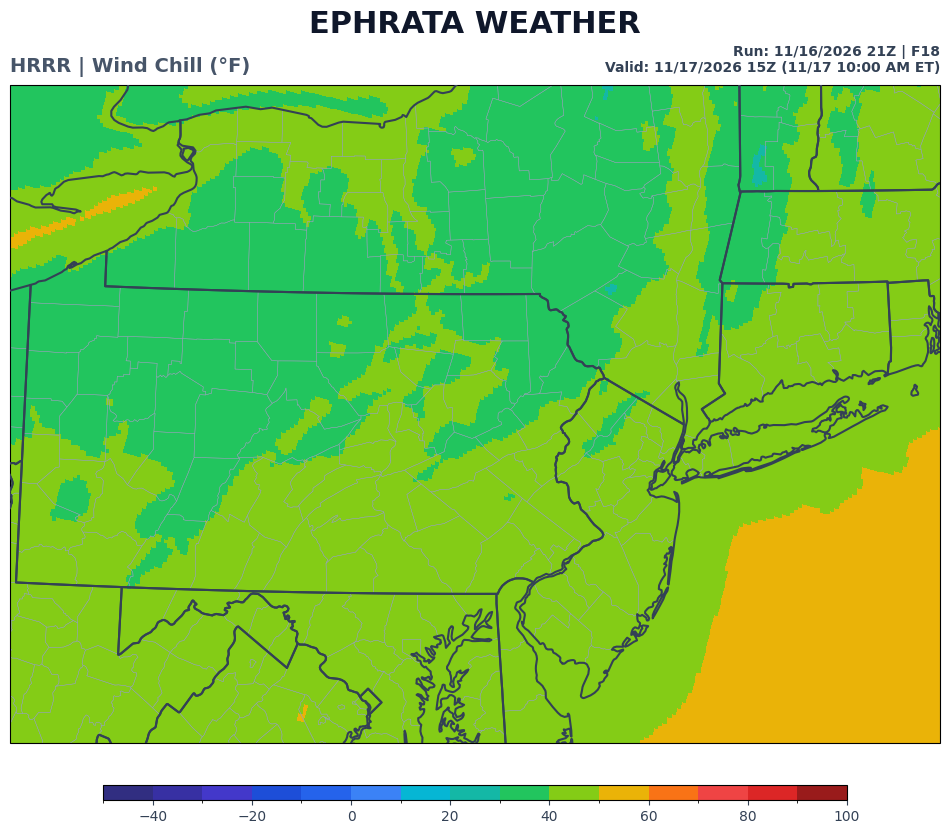 EPHRATA WEATHER
HRRR | Wind Chill (°F)
Run: 11/16/2026 21Z | F18
Valid: 11/17/2026 15Z (11/17 10:00 AM ET)
−40 −20 0 20 40 60 80 100